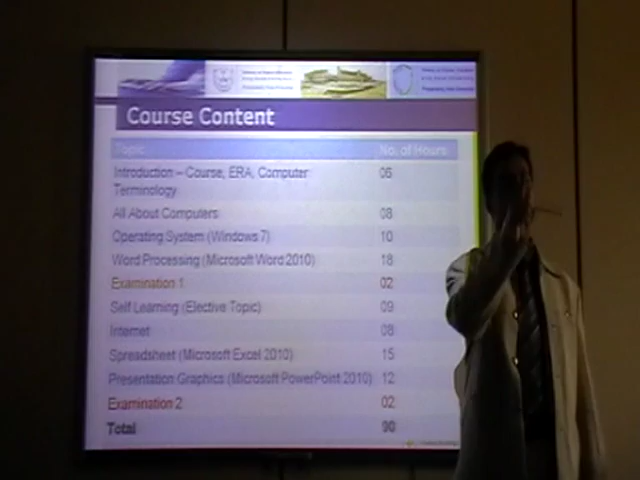 Course Content
Topic No. of Hours
Introduction – Course, ERA, Computer 06
Terminology
All About Computers 08
Operating System (Windows 7) 10
Word Processing (Microsoft Word 2010) 18
Examination 1 02
Self Learning (Elective Topic) 09
Internet 08
Spreadsheet (Microsoft Excel 2010) 15
Presentation Graphics (Microsoft PowerPoint 2010) 12
Examination 2 02
Total 90